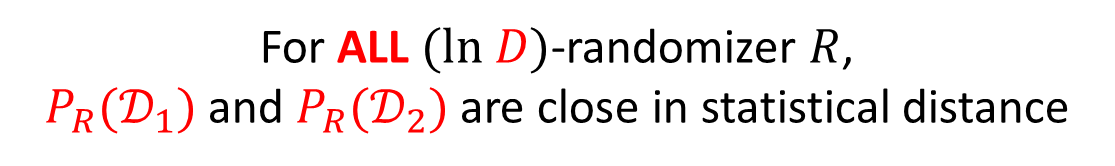 For ALL (ln D)-randomizer R,
P_R(𝒟_1) and P_R(𝒟_2) are close in statistical distance